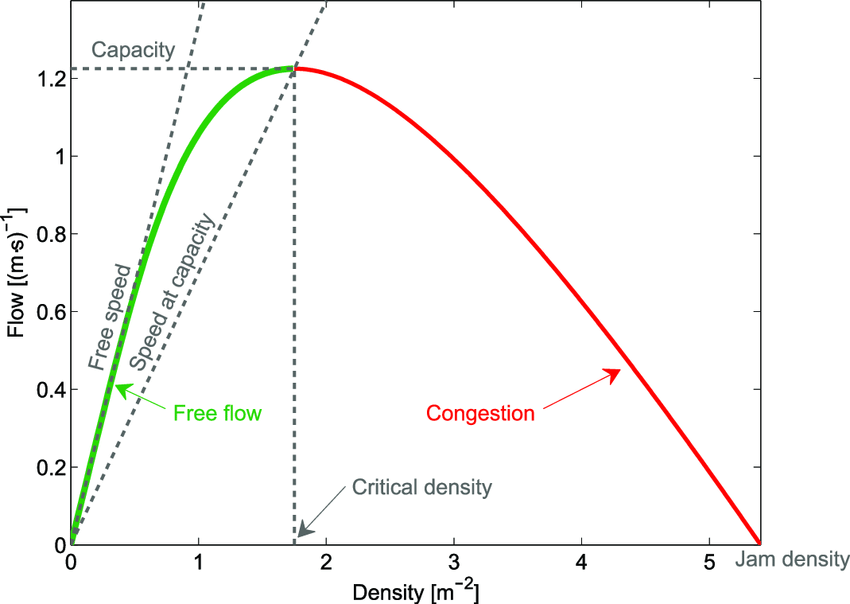 Capacity
1.2
1
0.8
0.6
0.4
0.2
0
Flow [(m·s)⁻¹]
Free speed
Speed at capacity
Free flow
Congestion
Critical density
0 1 2 3 4 5
Jam density
Density [m⁻²]